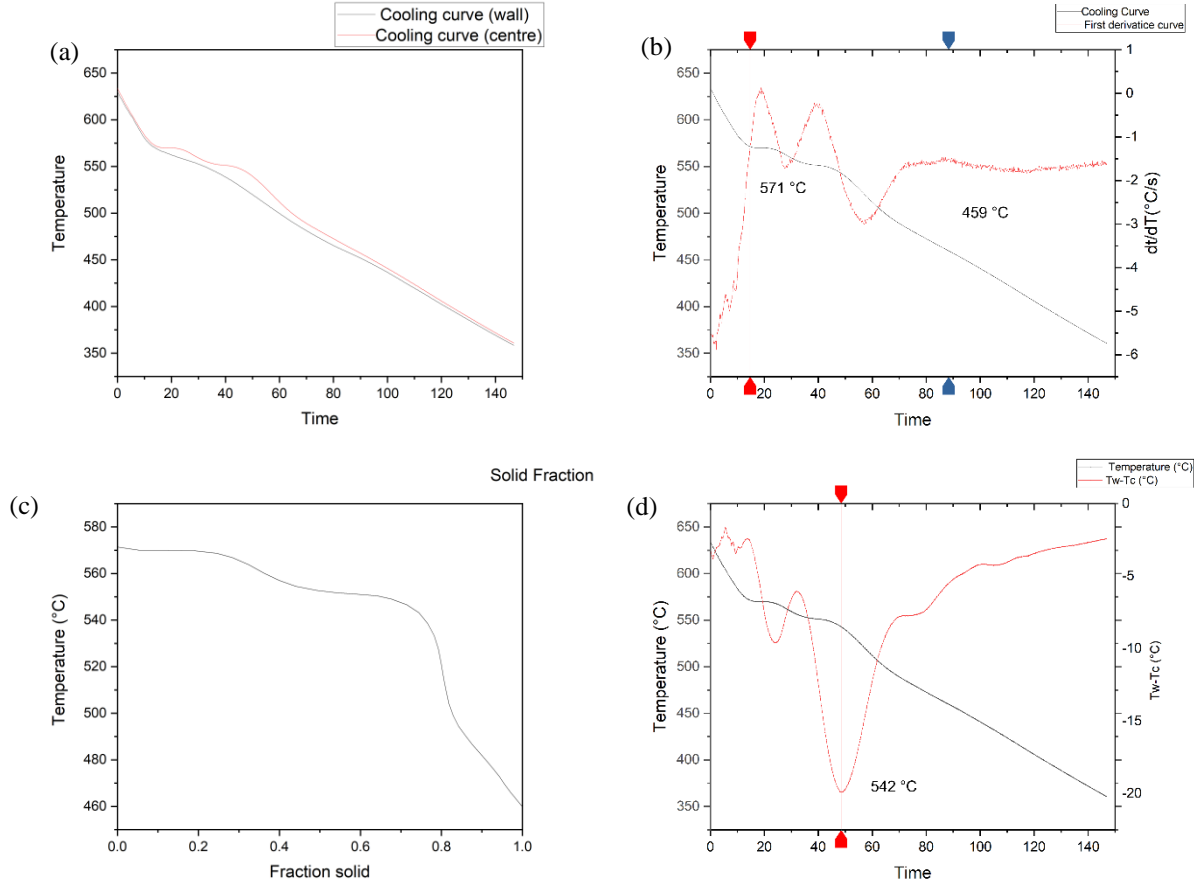 (a)
Cooling curve (wall)
Cooling curve (centre)
Temperature
650
600
550
500
450
400
350
0 20 40 60 80 100 120 140
Time
(b)
Cooling Curve
First derivatice curve
Temperature
650
600
550
500
450
400
350
571 °C
459 °C
1
0
-1
-2
-3
-4
-5
-6
dt/dT(°C/s)
0 20 40 60 80 100 120 140
Time
(c)
Solid Fraction
Temperature (°C)
580
560
540
520
500
480
460
0.0 0.2 0.4 0.6 0.8 1.0
Fraction solid
(d)
Temperature (°C)
Tw-Tc (°C)
Temperature (°C)
650
600
550
500
450
400
350
542 °C
0
-5
-10
-15
-20
Tw-Tc (°C)
0 20 40 60 80 100 120 140
Time